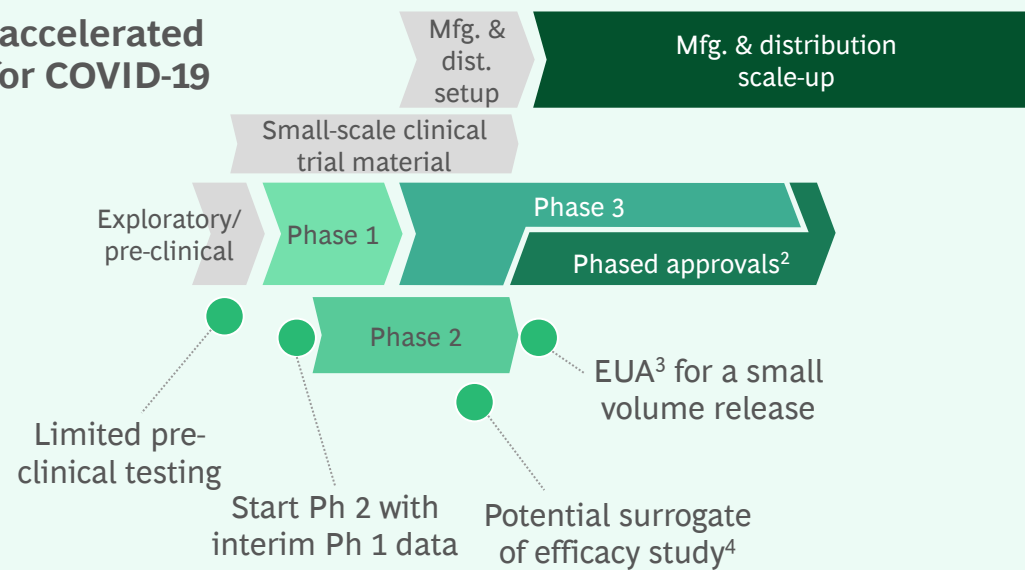 accelerated
for COVID-19
Mfg. &
dist.
setup
Mfg. & distribution
scale-up
Small-scale clinical
trial material
Exploratory/
pre-clinical
Phase 1
Phase 3
Phased approvals²
Phase 2
EUA³ for a small
volume release
Limited pre-
clinical testing
Start Ph 2 with
interim Ph 1 data
Potential surrogate
of efficacy study⁴